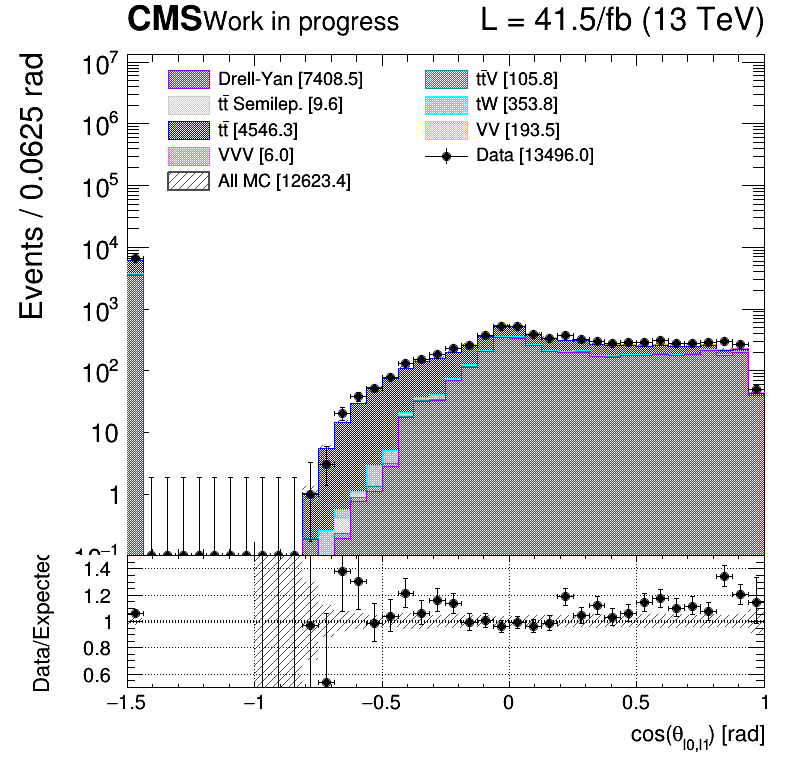 CMS Work in progress L = 41.5/fb (13 TeV)
Events / 0.0625 rad
10⁷
10⁶
10⁵
10⁴
10³
10²
10
1
10⁻¹
Drell-Yan [7408.5]
tt̄ Semilep. [9.6]
tt̄ [4546.3]
VVV [6.0]
All MC [12623.4]
tt̄V [105.8]
tW [353.8]
VV [193.5]
Data [13496.0]
Data/Expected
1.4
1.2
1
0.8
0.6
−1.5 −1 −0.5 0 0.5 1
cos(θ_l0,l1) [rad]